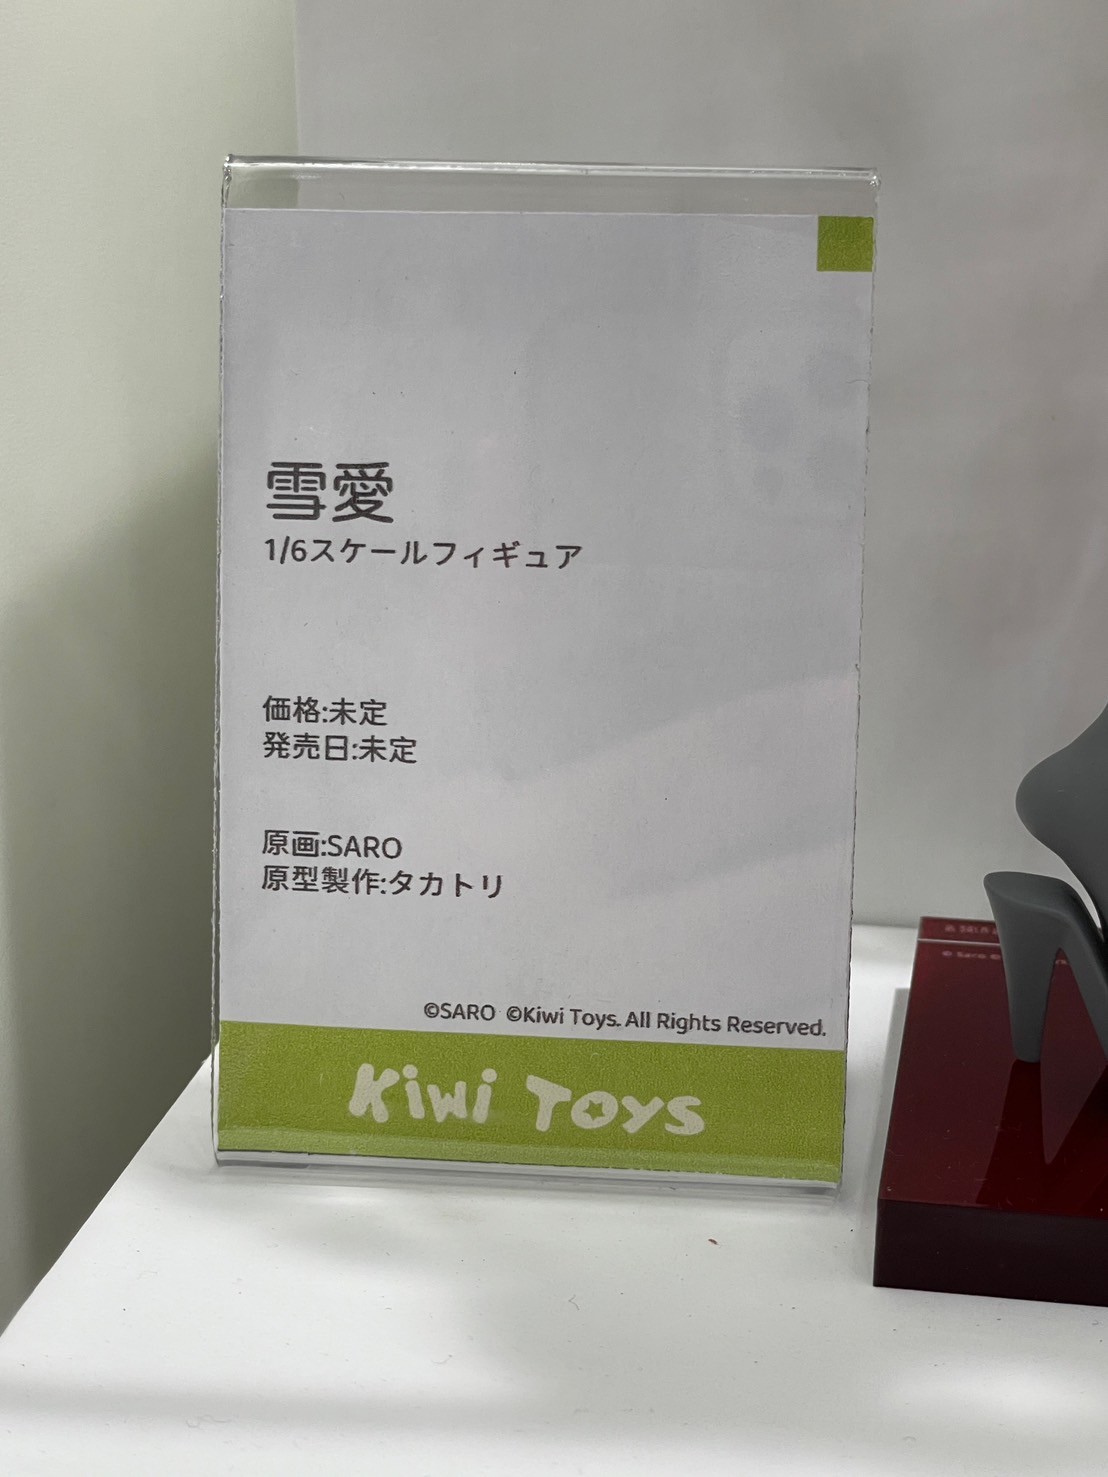 雪愛
1/6スケールフィギュア
価格:未定
発売日:未定
原画:SARO
原型製作:タカトリ
©SARO ©Kiwi Toys. All Rights Reserved.
Kiwi Toys